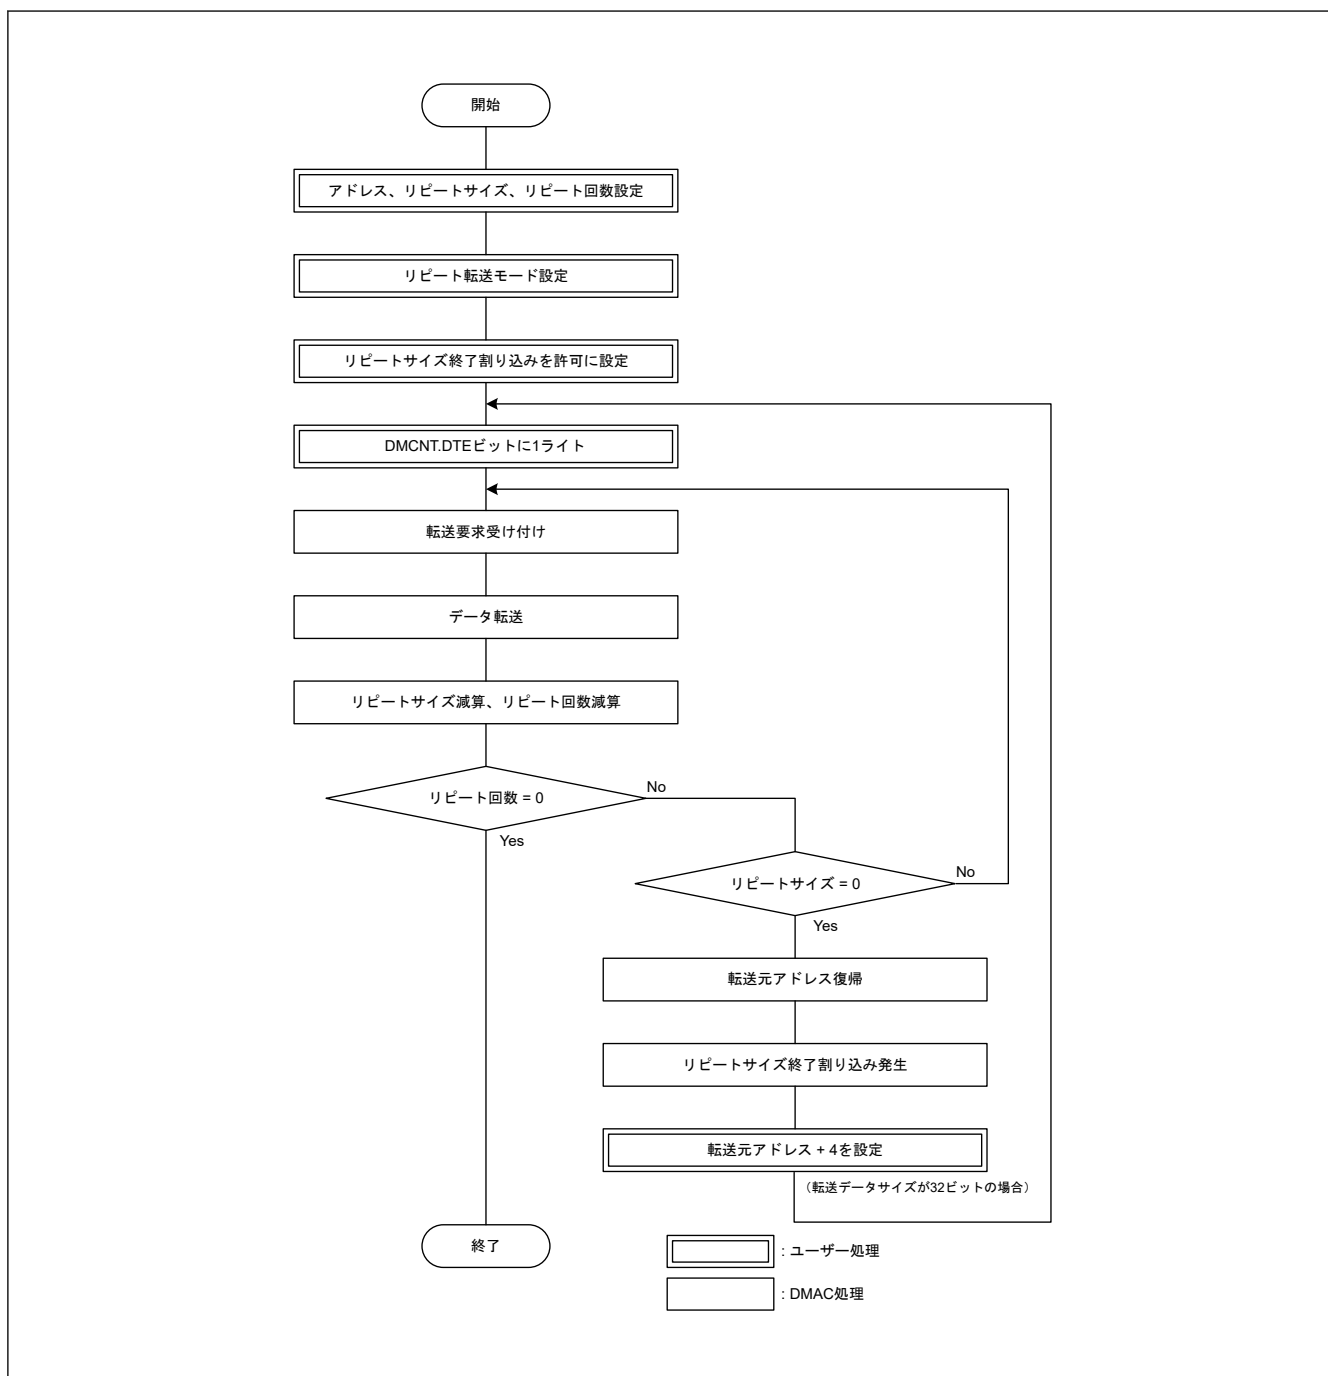 開始
アドレス、リピートサイズ、リピート回数設定
リピート転送モード設定
リピートサイズ終了割り込みを許可に設定
DMCNT.DTEビットに1ライト
転送要求受け付け
データ転送
リピートサイズ減算、リピート回数減算
リピート回数 = 0
No
Yes
リピートサイズ = 0
No
Yes
転送元アドレス復帰
リピートサイズ終了割り込み発生
転送元アドレス + 4を設定
（転送データサイズが32ビットの場合）
終了
: ユーザー処理
: DMAC処理